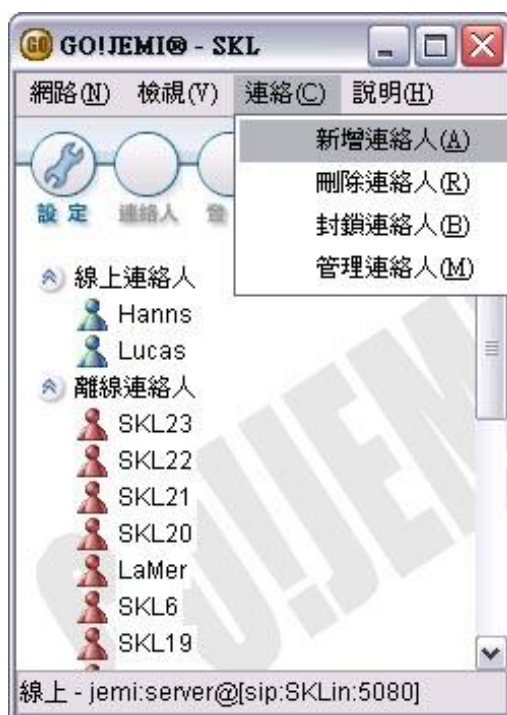 GO!JEMI® - SKL
網路(N) 檢視(V) 連絡(C) 說明(H)
新增連絡人(A)
刪除連絡人(R)
封鎖連絡人(B)
管理連絡人(M)
設定 連絡人 登
線上連絡人
Hanns
Lucas
離線連絡人
SKL23
SKL22
SKL21
SKL20
LaMer
SKL6
SKL19
GO!JEMI
線上 - jemi:server@[sip:SKLin:5080]